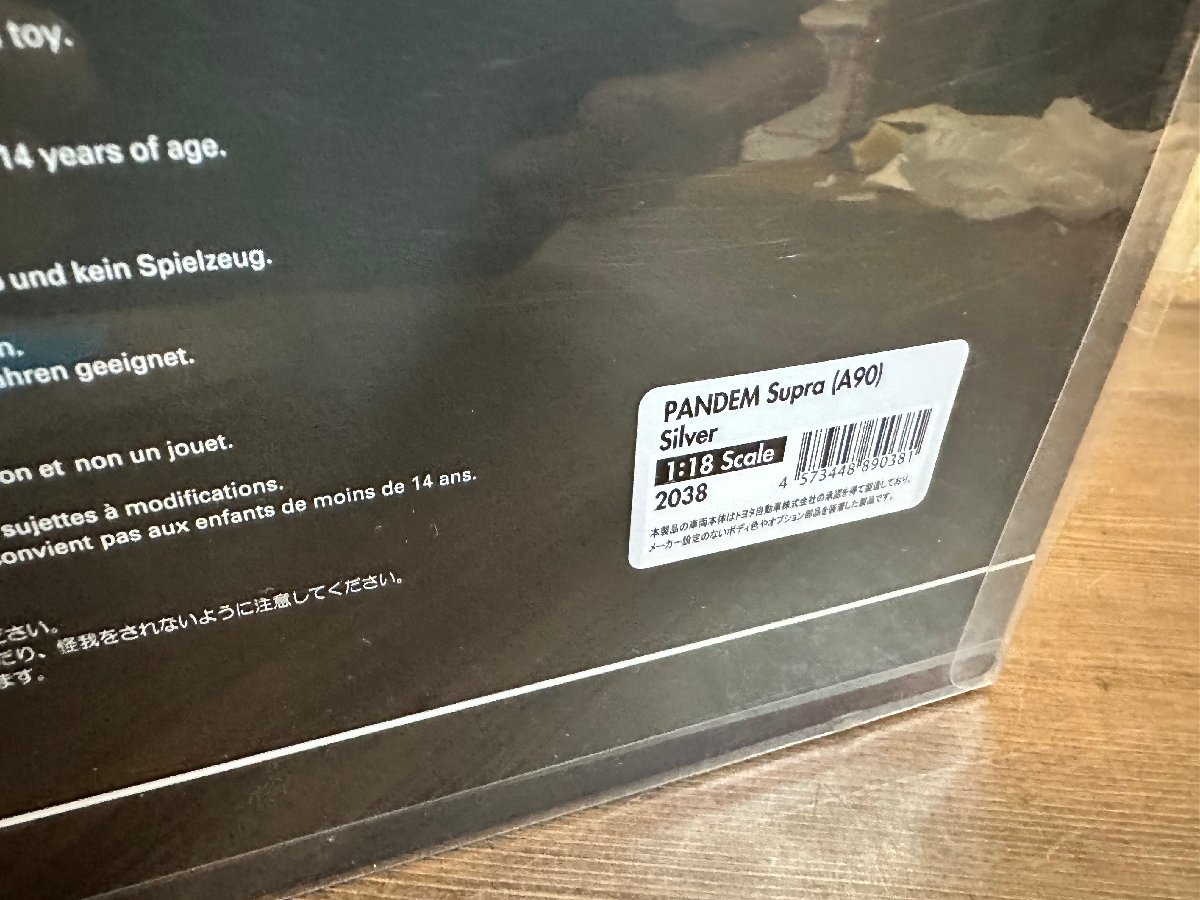 toy.
14 years of age.
und kein Spielzeug.
n.
ahren geeignet.
on et non un jouet.
sujettes à modifications.
onvient pas aux enfants de moins de 14 ans.
ださい。
たり、怪我をされないように注意してください。
ます。
PANDEM Supra (A90)
Silver
1:18 Scale
2038
4 573448 890381
本製品の車両本体はトヨタ自動車株式会社の承認を得て製造しており、
メーカー設定のないボディ色やオプション部品を装着した製品です。